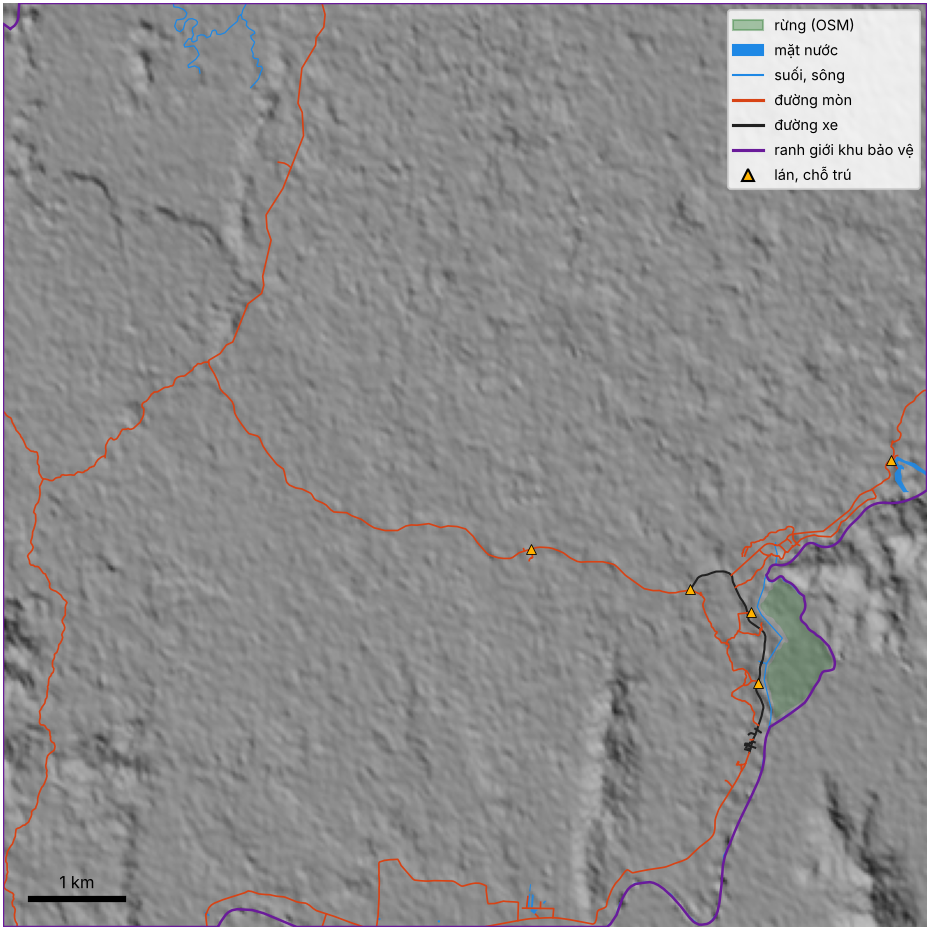 rừng (OSM)
mặt nước
suối, sông
đường mòn
đường xe
ranh giới khu bảo vệ
lán, chỗ trú
1 km